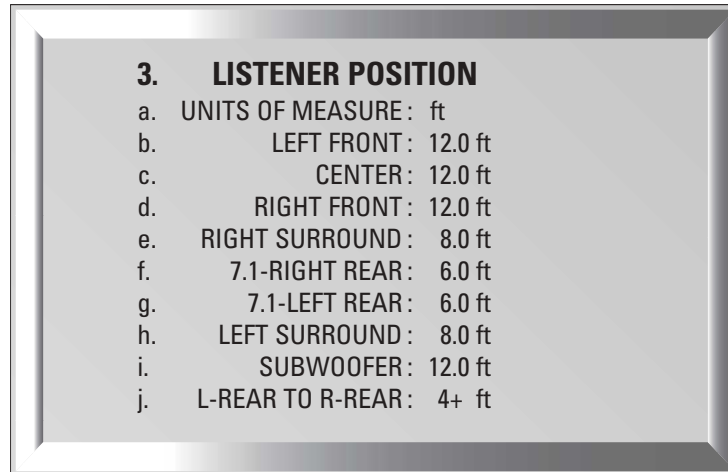 3. LISTENER POSITION
a. UNITS OF MEASURE: ft
b. LEFT FRONT: 12.0 ft
c. CENTER: 12.0 ft
d. RIGHT FRONT: 12.0 ft
e. RIGHT SURROUND: 8.0 ft
f. 7.1-RIGHT REAR: 6.0 ft
g. 7.1-LEFT REAR: 6.0 ft
h. LEFT SURROUND: 8.0 ft
i. SUBWOOFER: 12.0 ft
j. L-REAR TO R-REAR: 4+ ft